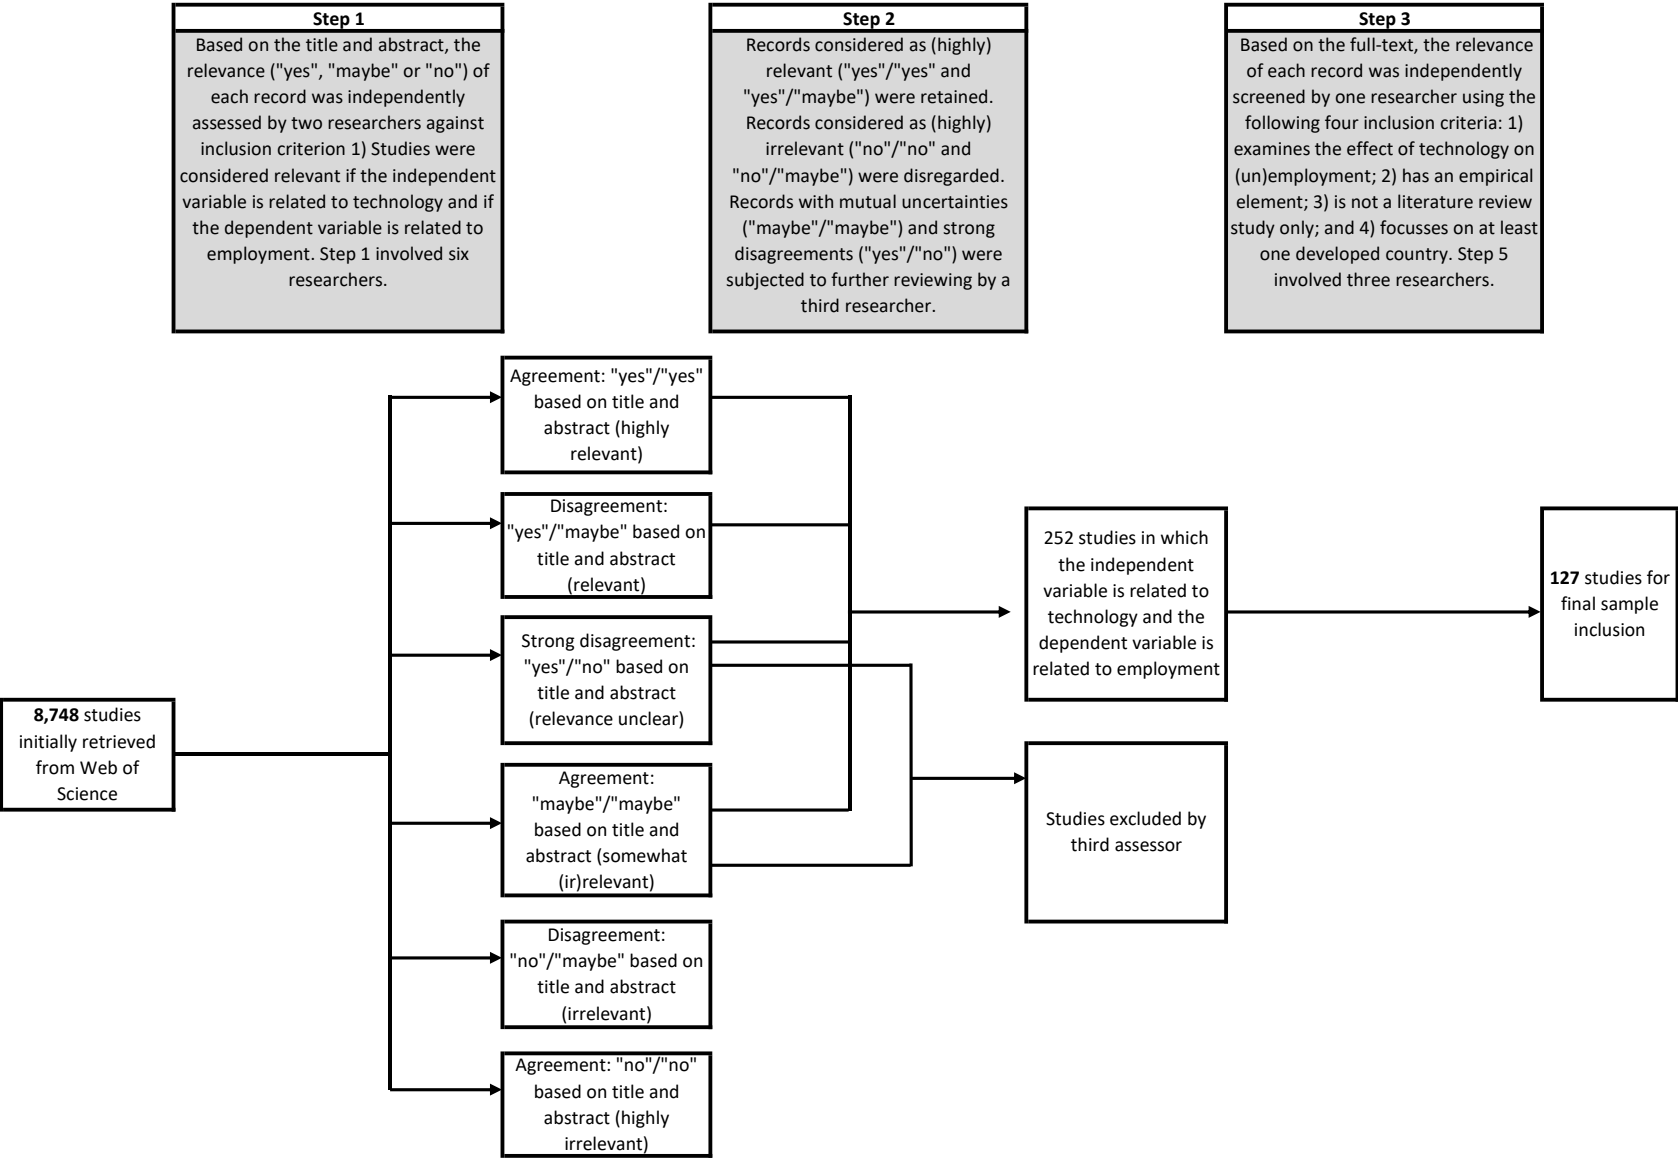 Step 1
Based on the title and abstract, the
relevance ("yes", "maybe" or "no") of
each record was independently
assessed by two researchers against
inclusion criterion 1) Studies were
considered relevant if the independent
variable is related to technology and if
the dependent variable is related to
employment. Step 1 involved six
researchers.
Step 2
Records considered as (highly)
relevant ("yes"/"yes" and
"yes"/"maybe") were retained.
Records considered as (highly)
irrelevant ("no"/"no" and
"no"/"maybe") were disregarded.
Records with mutual uncertainties
("maybe"/"maybe") and strong
disagreements ("yes"/"no") were
subjected to further reviewing by a
third researcher.
Step 3
Based on the full-text, the relevance
of each record was independently
screened by one researcher using the
following four inclusion criteria: 1)
examines the effect of technology on
(un)employment; 2) has an empirical
element; 3) is not a literature review
study only; and 4) focusses on at least
one developed country. Step 5
involved three researchers.
8,748 studies
initially retrieved
from Web of
Science
Agreement: "yes"/"yes"
based on title and
abstract (highly
relevant)
Disagreement:
"yes"/"maybe" based on
title and abstract
(relevant)
Strong disagreement:
"yes"/"no" based on
title and abstract
(relevance unclear)
Agreement:
"maybe"/"maybe"
based on title and
abstract (somewhat
(ir)relevant)
Disagreement:
"no"/"maybe" based on
title and abstract
(irrelevant)
Agreement: "no"/"no"
based on title and
abstract (highly
irrelevant)
252 studies in which
the independent
variable is related to
technology and the
dependent variable is
related to employment
Studies excluded by
third assessor
127 studies for
final sample
inclusion